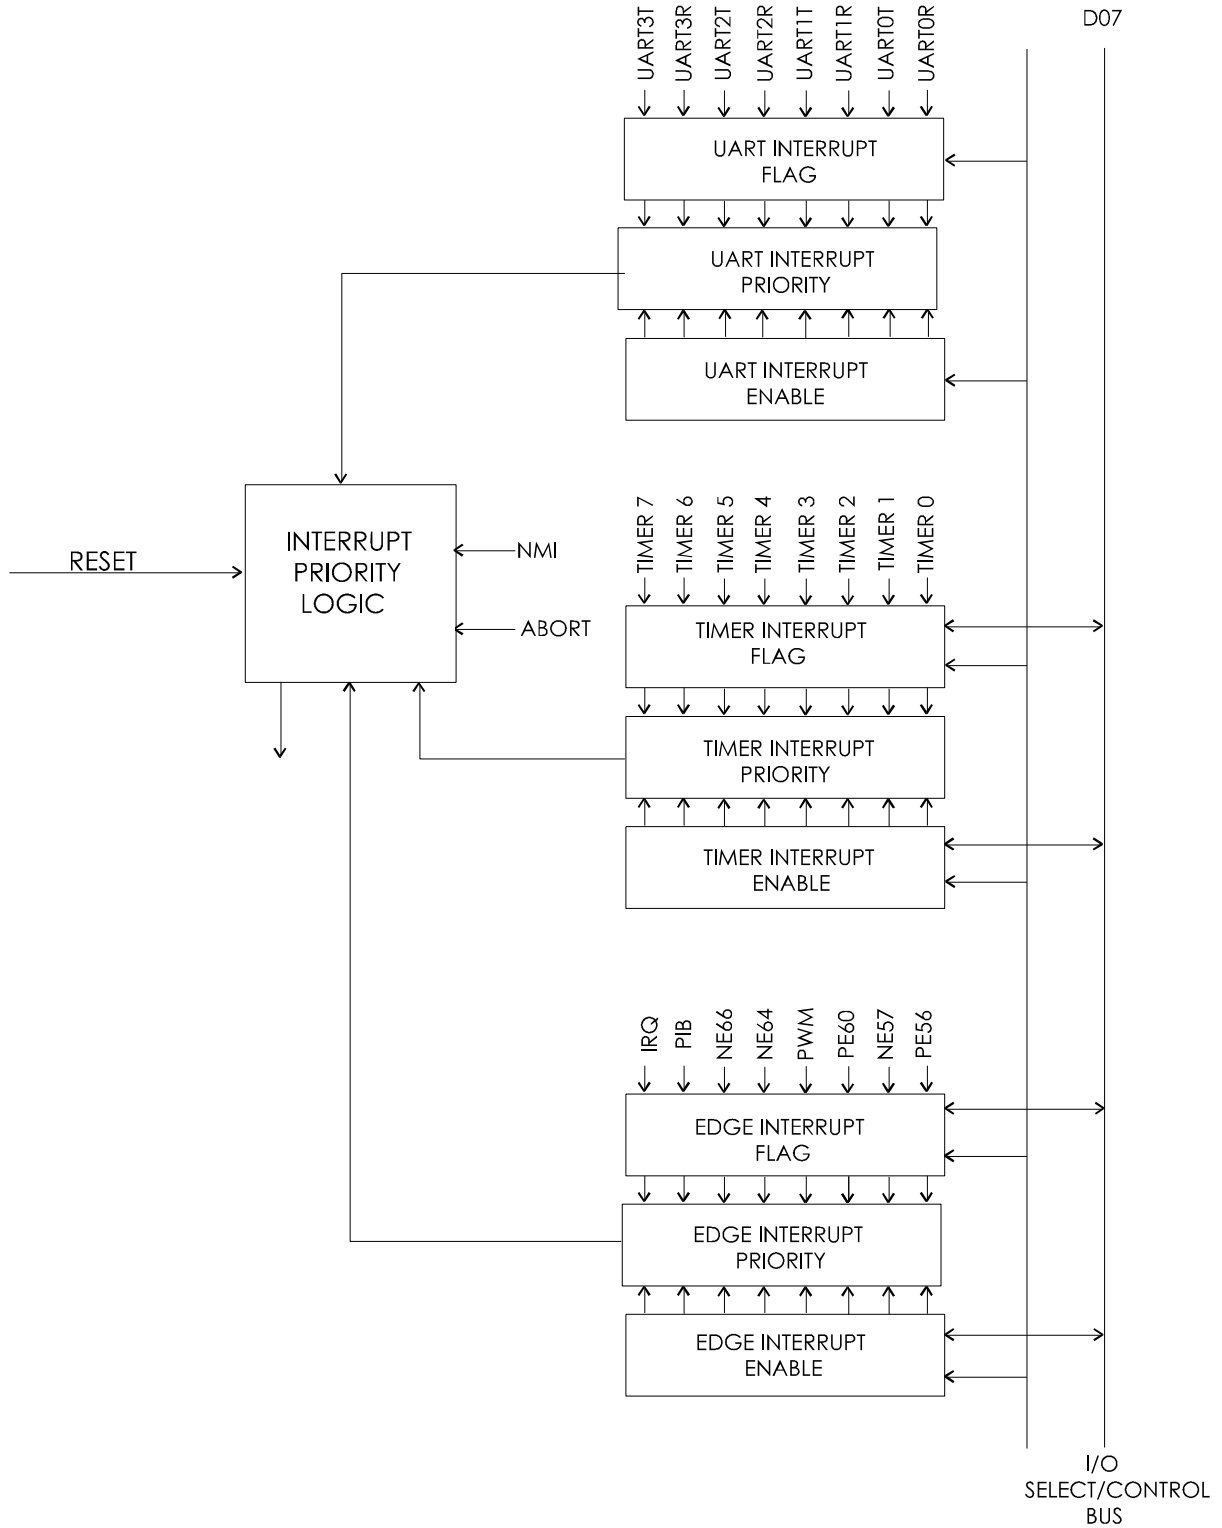 UART3T
UART3R
UART2T
UART2R
UART1T
UART1R
UART0T
UART0R
D07
UART INTERRUPT
FLAG
UART INTERRUPT
PRIORITY
UART INTERRUPT
ENABLE
RESET
INTERRUPT
PRIORITY
LOGIC
NMI
ABORT
TIMER 7
TIMER 6
TIMER 5
TIMER 4
TIMER 3
TIMER 2
TIMER 1
TIMER 0
TIMER INTERRUPT
FLAG
TIMER INTERRUPT
PRIORITY
TIMER INTERRUPT
ENABLE
IRQ
PIB
NE66
NE64
PWM
PE60
NE57
PE56
EDGE INTERRUPT
FLAG
EDGE INTERRUPT
PRIORITY
EDGE INTERRUPT
ENABLE
I/O
SELECT/CONTROL
BUS